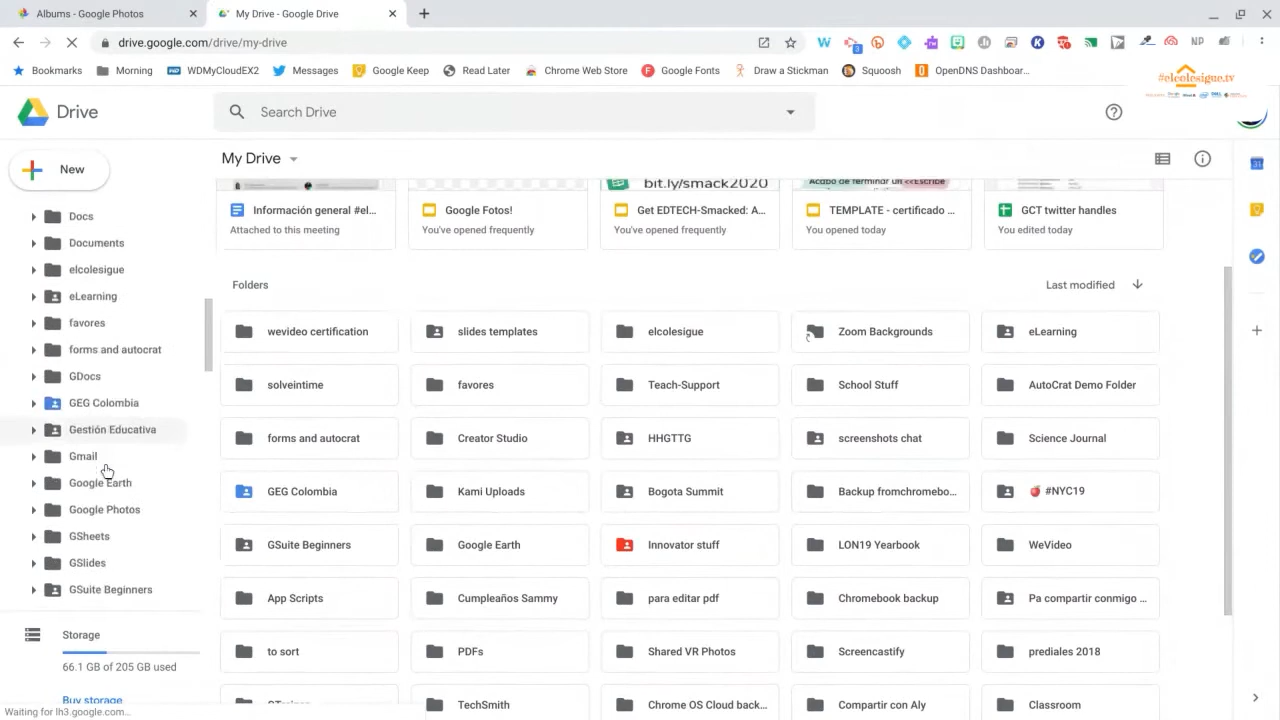 Albums - Google Photos
My Drive - Google Drive
drive.google.com/drive/my-drive
3
NP
Bookmarks
Morning
WDMyCloudEX2
Messages
Google Keep
Read Later
Chrome Web Store
Google Fonts
Draw a Stickman
Squoosh
OpenDNS Dashboar...
#elcolesigue.tv
Drive
Search Drive
New
My Drive
Docs
Documents
elcolesigue
eLearning
favores
forms and autocrat
GDocs
GEG Colombia
Gestión Educativa
Gmail
Google Earth
Google Photos
GSheets
GSlides
GSuite Beginners
Storage
66.1 GB of 205 GB used
Buy storage
Waiting for lh3.google.com...
bit.ly/smack2020
Acabo de terminar un <<Escribe
Información general #el...
Attached to this meeting
Google Fotos!
You've opened frequently
Get EDTECH-Smacked: A...
You've opened frequently
TEMPLATE - certificado ...
You opened today
GCT twitter handles
You edited today
Folders
Last modified
wevideo certification
slides templates
elcolesigue
Zoom Backgrounds
eLearning
solveintime
favores
Teach-Support
School Stuff
AutoCrat Demo Folder
forms and autocrat
Creator Studio
HHGTTG
screenshots chat
Science Journal
GEG Colombia
Kami Uploads
Bogota Summit
Backup fromchromebo...
#NYC19
GSuite Beginners
Google Earth
Innovator stuff
LON19 Yearbook
WeVideo
App Scripts
Cumpleaños Sammy
para editar pdf
Chromebook backup
Pa compartir conmigo ...
to sort
PDFs
Shared VR Photos
Screencastify
prediales 2018
TechSmith
Chrome OS Cloud back...
Compartir con Aly
Classroom